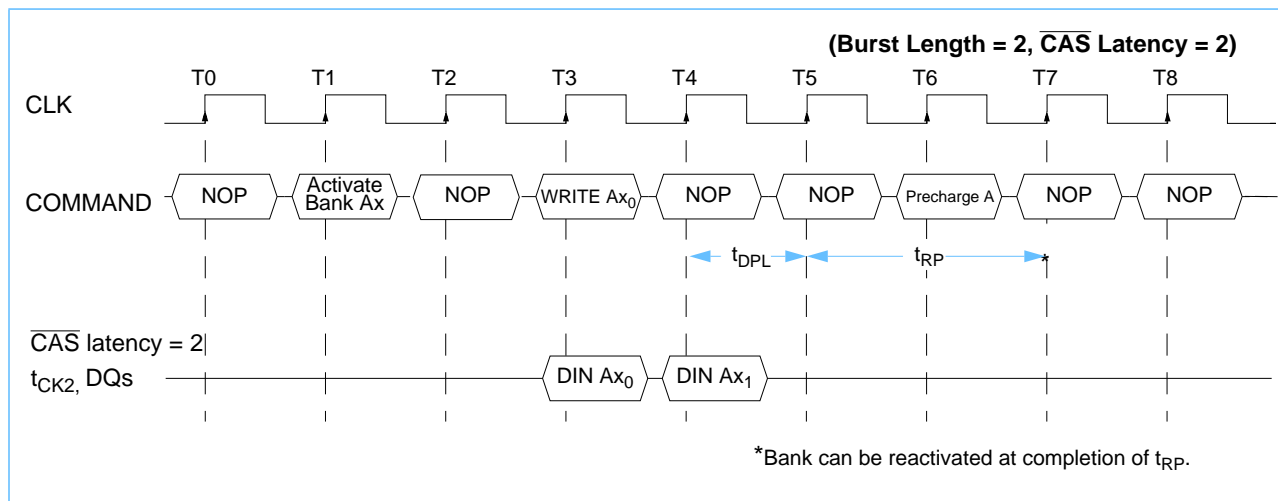 (Burst Length = 2, CAS Latency = 2)
T0 T1 T2 T3 T4 T5 T6 T7 T8
CLK
COMMAND NOP Activate Bank Ax NOP WRITE Ax0 NOP NOP Precharge A NOP NOP
tDPL tRP *
CAS latency = 2
tCK2, DQs DIN Ax0 DIN Ax1
*Bank can be reactivated at completion of tRP.